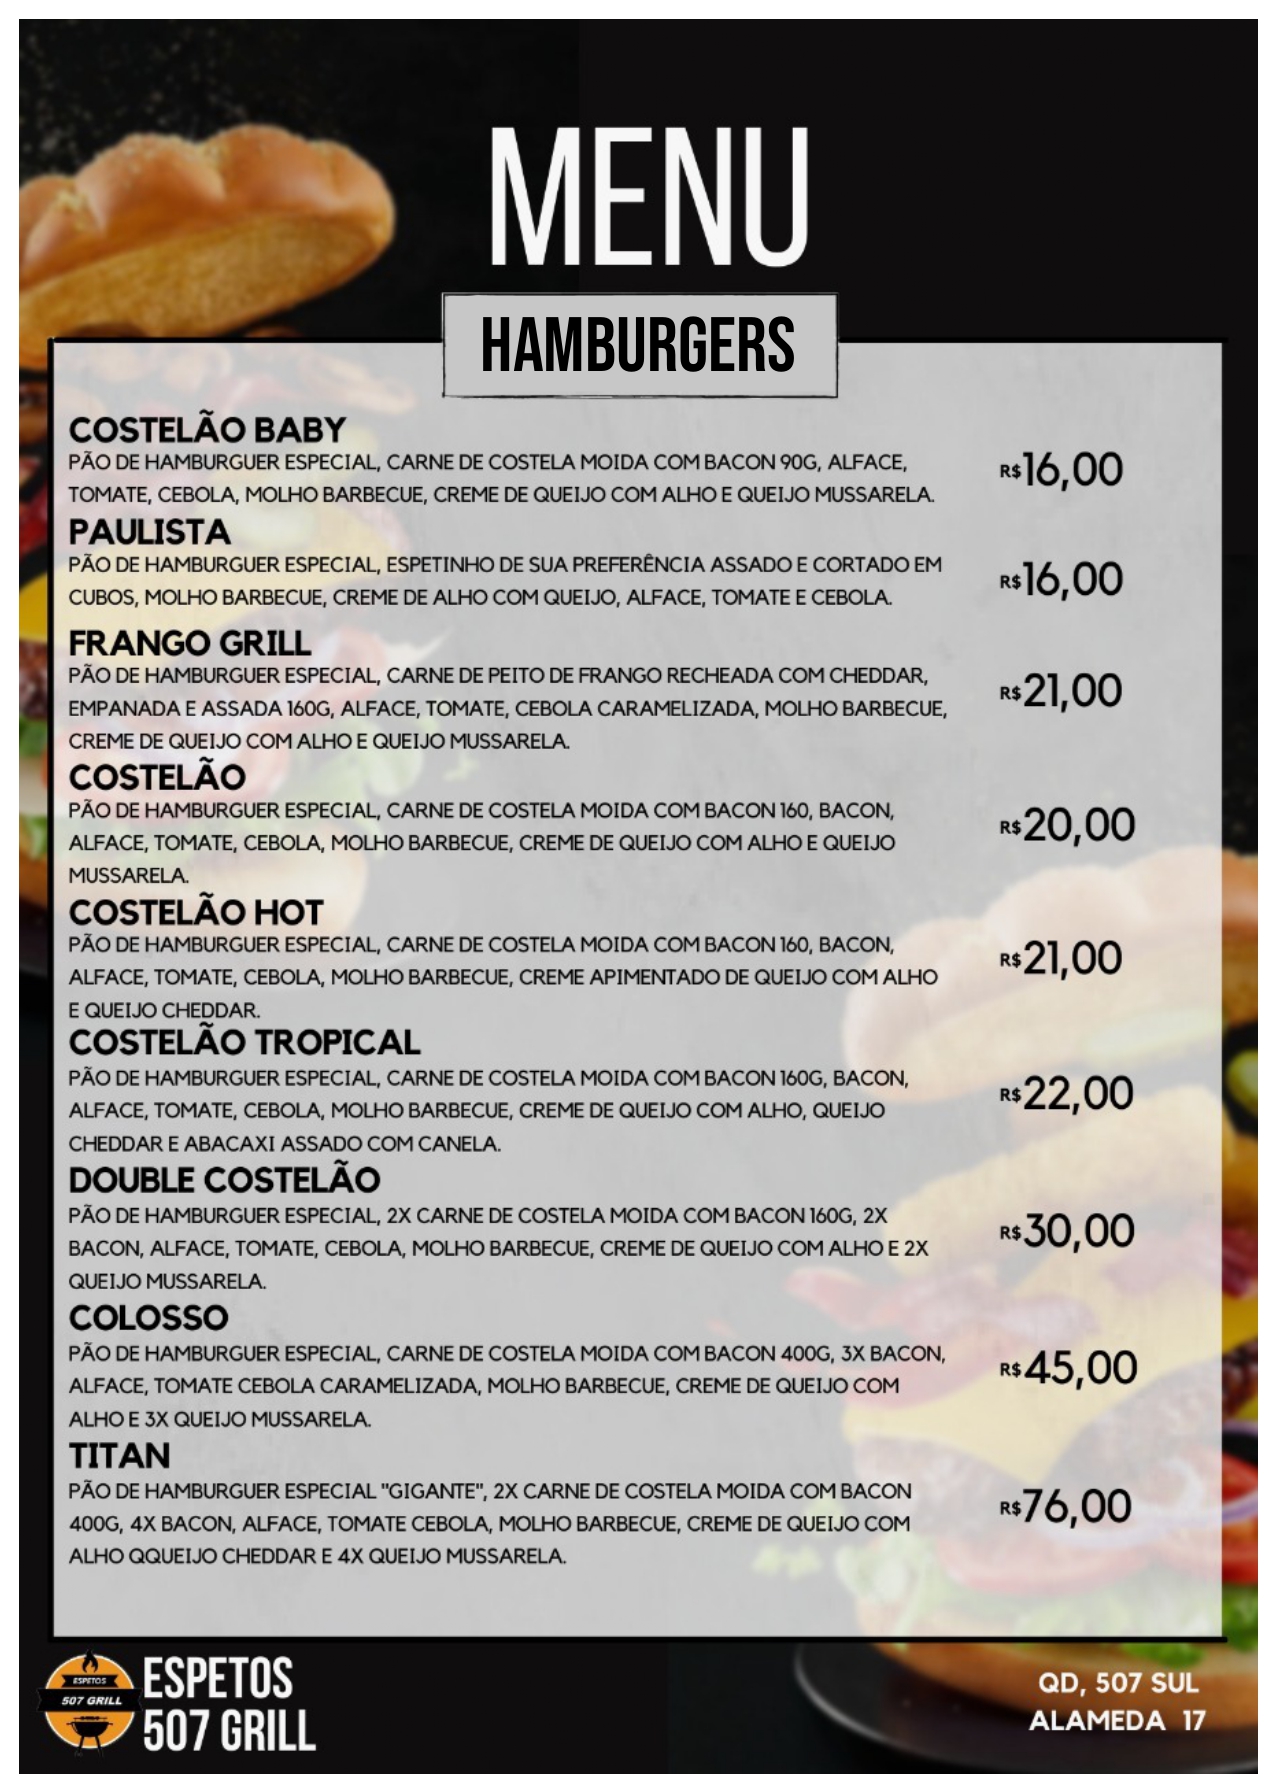 MENU
HAMBURGERS
COSTELÃO BABY
PÃO DE HAMBURGUER ESPECIAL, CARNE DE COSTELA MOIDA COM BACON 90G, ALFACE,
TOMATE, CEBOLA, MOLHO BARBECUE, CREME DE QUEIJO COM ALHO E QUEIJO MUSSARELA.
R$16,00
PAULISTA
PÃO DE HAMBURGUER ESPECIAL, ESPETINHO DE SUA PREFERÊNCIA ASSADO E CORTADO EM
CUBOS, MOLHO BARBECUE, CREME DE ALHO COM QUEIJO, ALFACE, TOMATE E CEBOLA.
R$16,00
FRANGO GRILL
PÃO DE HAMBURGUER ESPECIAL, CARNE DE PEITO DE FRANGO RECHEADA COM CHEDDAR,
EMPANADA E ASSADA 160G, ALFACE, TOMATE, CEBOLA CARAMELIZADA, MOLHO BARBECUE,
CREME DE QUEIJO COM ALHO E QUEIJO MUSSARELA.
R$21,00
COSTELÃO
PÃO DE HAMBURGUER ESPECIAL, CARNE DE COSTELA MOIDA COM BACON 160, BACON,
ALFACE, TOMATE, CEBOLA, MOLHO BARBECUE, CREME DE QUEIJO COM ALHO E QUEIJO
MUSSARELA.
R$20,00
COSTELÃO HOT
PÃO DE HAMBURGUER ESPECIAL, CARNE DE COSTELA MOIDA COM BACON 160, BACON,
ALFACE, TOMATE, CEBOLA, MOLHO BARBECUE, CREME APIMENTADO DE QUEIJO COM ALHO
E QUEIJO CHEDDAR.
R$21,00
COSTELÃO TROPICAL
PÃO DE HAMBURGUER ESPECIAL, CARNE DE COSTELA MOIDA COM BACON 160G, BACON,
ALFACE, TOMATE, CEBOLA, MOLHO BARBECUE, CREME DE QUEIJO COM ALHO, QUEIJO
CHEDDAR E ABACAXI ASSADO COM CANELA.
R$22,00
DOUBLE COSTELÃO
PÃO DE HAMBURGUER ESPECIAL, 2X CARNE DE COSTELA MOIDA COM BACON 160G, 2X
BACON, ALFACE, TOMATE, CEBOLA, MOLHO BARBECUE, CREME DE QUEIJO COM ALHO E 2X
QUEIJO MUSSARELA.
R$30,00
COLOSSO
PÃO DE HAMBURGUER ESPECIAL, CARNE DE COSTELA MOIDA COM BACON 400G, 3X BACON,
ALFACE, TOMATE CEBOLA CARAMELIZADA, MOLHO BARBECUE, CREME DE QUEIJO COM
ALHO E 3X QUEIJO MUSSARELA.
R$45,00
TITAN
PÃO DE HAMBURGUER ESPECIAL "GIGANTE", 2X CARNE DE COSTELA MOIDA COM BACON
400G, 4X BACON, ALFACE, TOMATE CEBOLA, MOLHO BARBECUE, CREME DE QUEIJO COM
ALHO QQUEIJO CHEDDAR E 4X QUEIJO MUSSARELA.
R$76,00
ESPETOS
507 GRILL
ESPETOS
507 GRILL
QD, 507 SUL
ALAMEDA 17